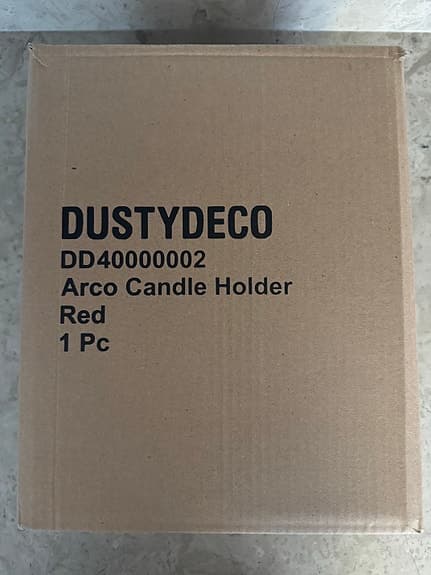 DUSTYDECO
DD40000002
Arco Candle Holder
Red
1 Pc